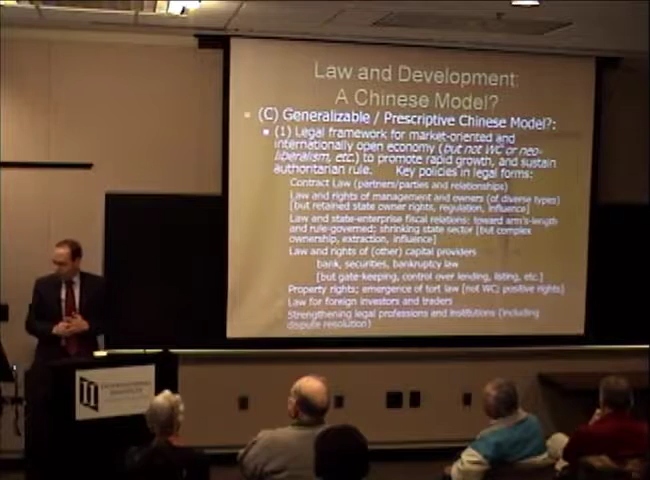 Law and Development:
A Chinese Model?
(C) Generalizable / Prescriptive Chinese Model?:
(1) Legal framework for market-oriented and
internationally open economy (but not WC or neo-
liberalism, etc.) to promote rapid growth, and sustain
authoritarian rule. Key policies in legal forms:
Contract Law (partners/parties and relationships)
Law and rights of management and owners (of diverse types)
[but retained state owner rights, regulation, influence]
Law and state-enterprise fiscal relations: toward arm's-length
and rule-governed; shrinking state sector [but complex
ownership, extraction, influence]
Law and rights of (other) capital providers
bank, securities, bankruptcy law
[but gate-keeping, control over lending, listing, etc.]
Property rights; emergence of tort law (not WC; positive rights)
Law for foreign investors and traders
Strengthening legal professions and institutions (including
dispute resolution)
INTERNATIONAL
INSTITUTE